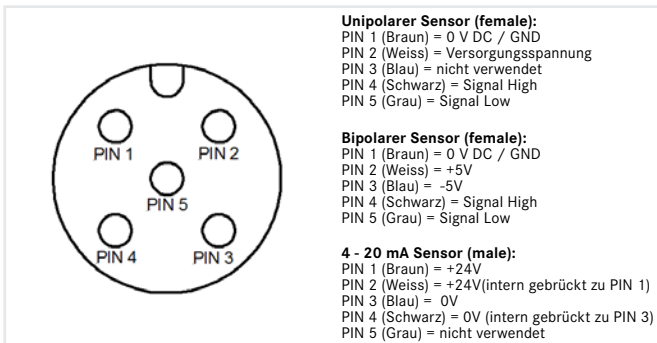 PIN 1
PIN 2
PIN 5
PIN 4
PIN 3
Unipolarer Sensor (female):
PIN 1 (Braun) = 0 V DC / GND
PIN 2 (Weiss) = Versorgungsspannung
PIN 3 (Blau) = nicht verwendet
PIN 4 (Schwarz) = Signal High
PIN 5 (Grau) = Signal Low
Bipolarer Sensor (female):
PIN 1 (Braun) = 0 V DC / GND
PIN 2 (Weiss) = +5V
PIN 3 (Blau) = -5V
PIN 4 (Schwarz) = Signal High
PIN 5 (Grau) = Signal Low
4 - 20 mA Sensor (male):
PIN 1 (Braun) = +24V
PIN 2 (Weiss) = +24V(intern gebrückt zu PIN 1)
PIN 3 (Blau) = 0V
PIN 4 (Schwarz) = 0V (intern gebrückt zu PIN 3)
PIN 5 (Grau) = nicht verwendet